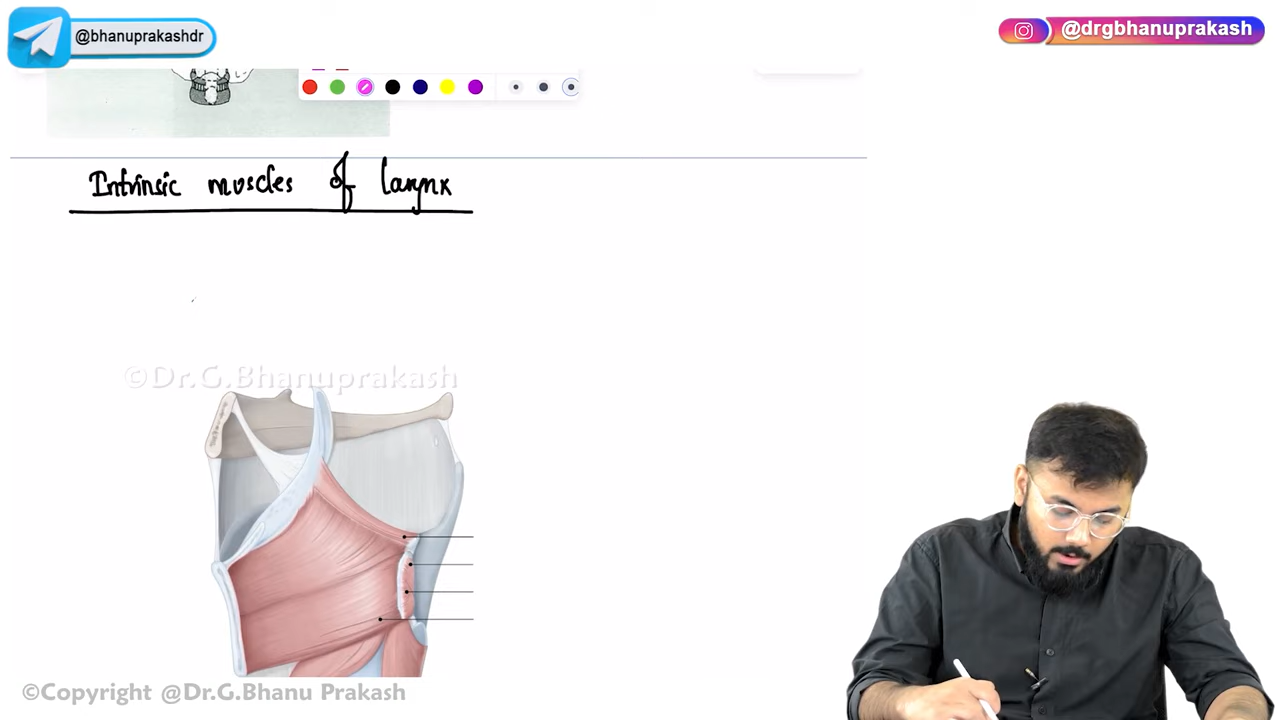 @bhanuprakashdr
@drgbhanuprakash
Intrinsic muscles of larynx
©Dr.G.Bhanuprakash
©Copyright @Dr.G.Bhanu Prakash